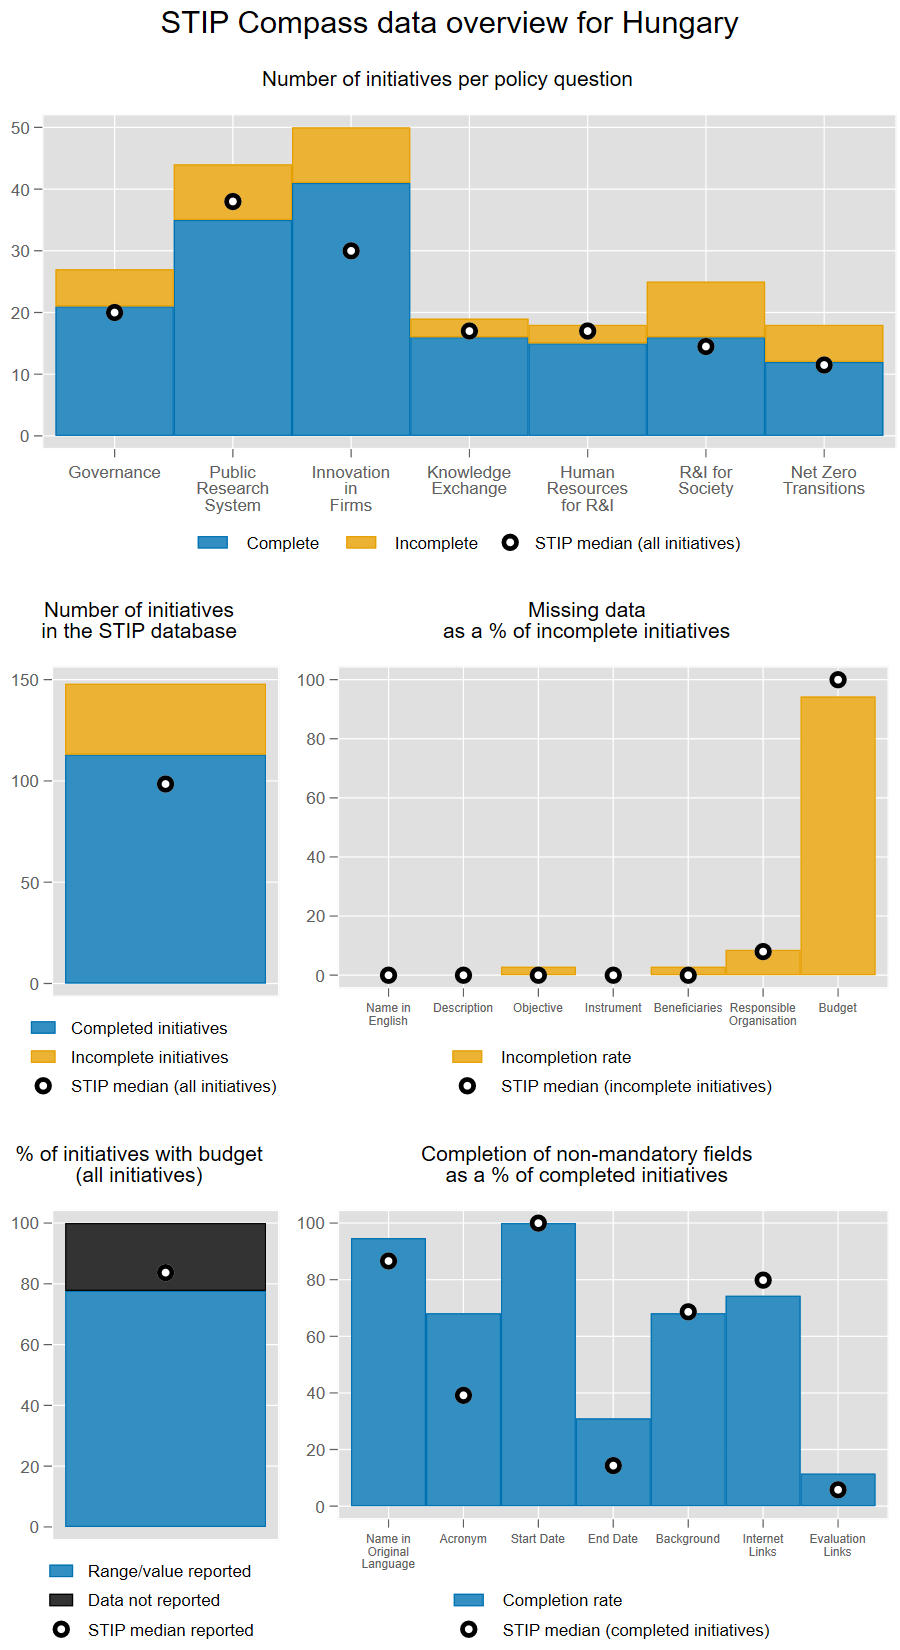 STIP Compass data overview for Hungary
Number of initiatives per policy question
50
40
30
20
10
0
Governance
Public
Research
System
Innovation
in
Firms
Knowledge
Exchange
Human
Resources
for R&I
R&I for
Society
Net Zero
Transitions
Complete
Incomplete
STIP median (all initiatives)
Number of initiatives
in the STIP database
150
100
50
0
Completed initiatives
Incomplete initiatives
STIP median (all initiatives)
Missing data
as a % of incomplete initiatives
100
80
60
40
20
0
Name in
English
Description
Objective
Instrument
Beneficiaries
Responsible
Organisation
Budget
Incompletion rate
STIP median (incomplete initiatives)
% of initiatives with budget
(all initiatives)
100
80
60
40
20
0
Range/value reported
Data not reported
STIP median reported
Completion of non-mandatory fields
as a % of completed initiatives
100
80
60
40
20
0
Name in
Original
Language
Acronym
Start Date
End Date
Background
Internet
Links
Evaluation
Links
Completion rate
STIP median (completed initiatives)